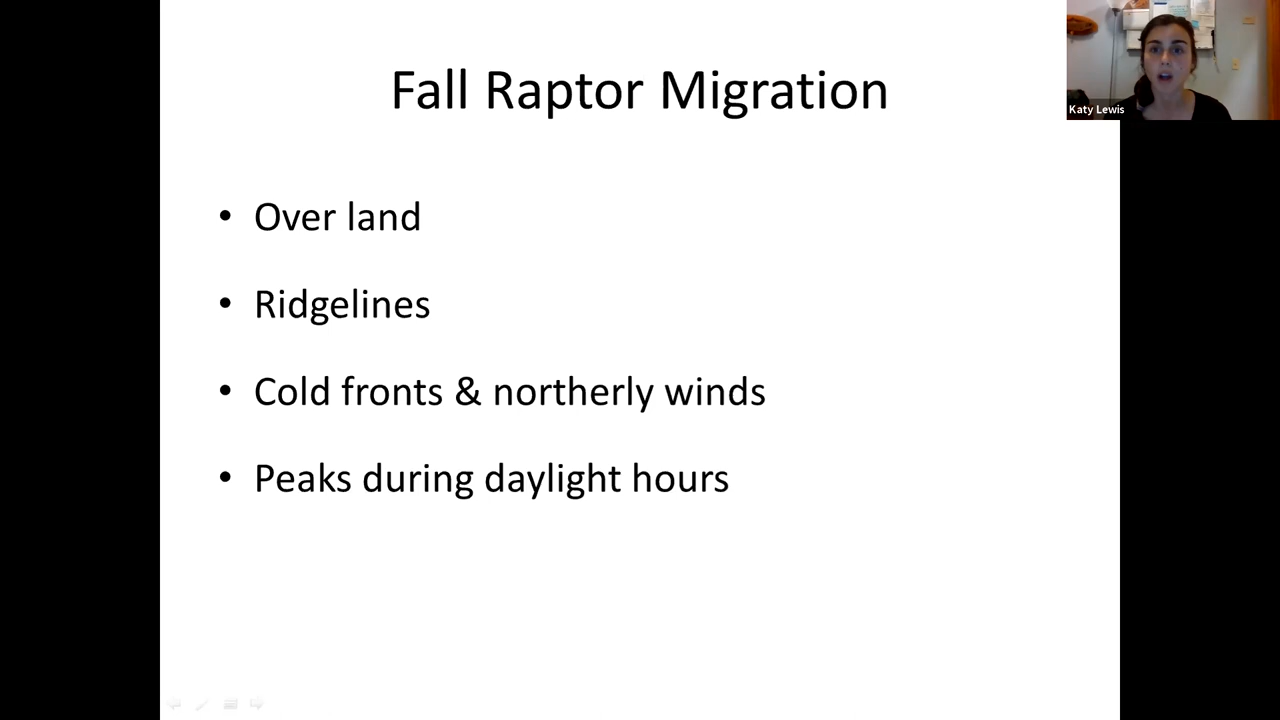 Fall Raptor Migration
Katy Lewis
• Over land
• Ridgelines
• Cold fronts & northerly winds
• Peaks during daylight hours